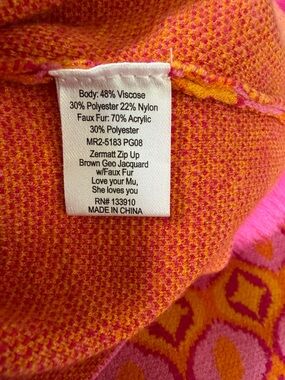 Body: 48% Viscose
30% Polyester 22% Nylon
Faux Fur: 70% Acrylic
30% Polyester
MR2-5183 PG08
Zermatt Zip Up
Brown Geo Jacquard
w/Faux Fur
Love your Mu,
She loves you
RN# 133910
MADE IN CHINA